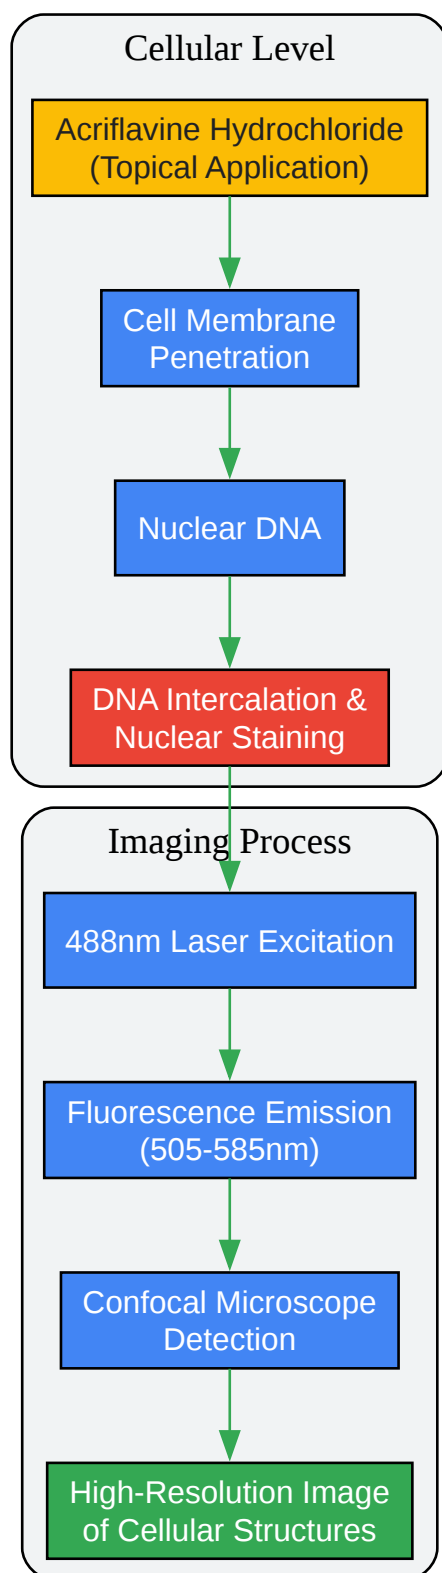 Cellular Level
Acriflavine Hydrochloride
(Topical Application)
Cell Membrane
Penetration
Nuclear DNA
DNA Intercalation &
Nuclear Staining
Imaging Process
488nm Laser Excitation
Fluorescence Emission
(505-585nm)
Confocal Microscope
Detection
High-Resolution Image
of Cellular Structures